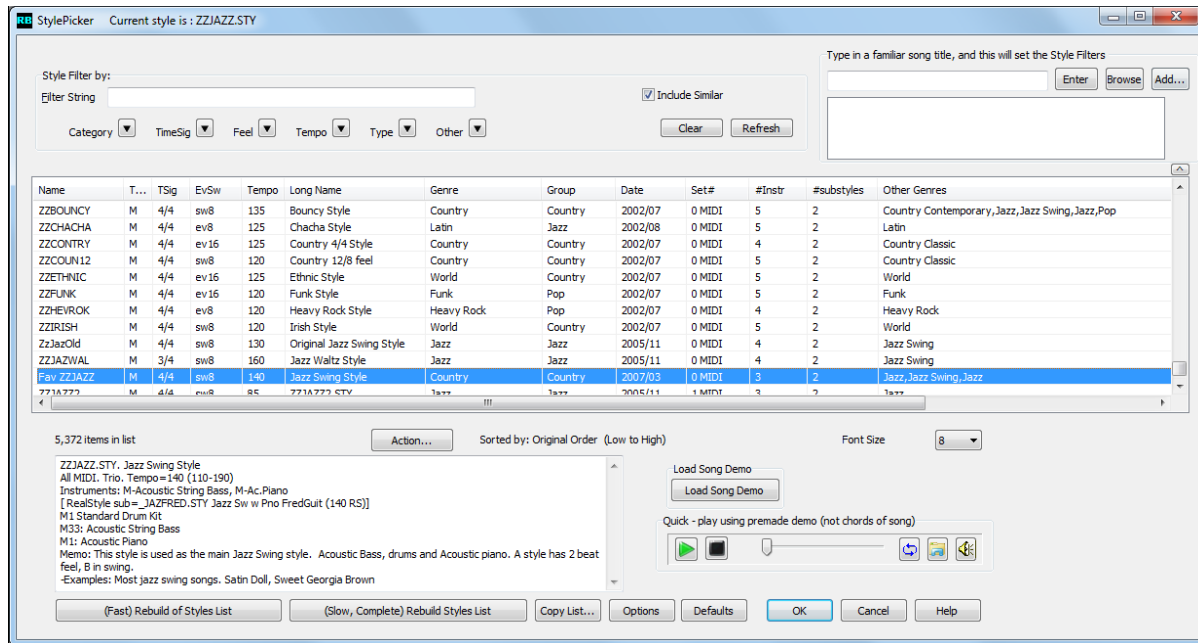 RB StylePicker Current style is : ZZJAZZ.STY
Type in a familiar song title, and this will set the Style Filters
Style Filter by:
Filter String
Include Similar
Enter Browse Add...
Category TimeSig Feel Tempo Type Other Clear Refresh
Name T... TSig EvSw Tempo Long Name Genre Group Date Set# #Instr #substyles Other Genres
ZZBOUNCY M 4/4 sw8 135 Bouncy Style Country Country 2002/07 0 MIDI 5 2 Country Contemporary,Jazz,Jazz Swing,Jazz,Pop
ZZCHACHA M 4/4 ev8 125 Chacha Style Latin Jazz 2002/08 0 MIDI 5 2 Latin
ZZCONTRY M 4/4 ev16 125 Country 4/4 Style Country Country 2002/07 0 MIDI 4 2 Country Classic
ZZCOUN12 M 4/4 sw8 120 Country 12/8 feel Country Country 2002/07 0 MIDI 4 2 Country Classic
ZZETHNIC M 4/4 ev16 125 Ethnic Style World Country 2002/07 0 MIDI 5 2 World
ZZFUNK M 4/4 ev16 120 Funk Style Funk Pop 2002/07 0 MIDI 5 2 Funk
ZZHEVROK M 4/4 ev8 120 Heavy Rock Style Heavy Rock Pop 2002/07 0 MIDI 4 2 Heavy Rock
ZZIRISH M 4/4 sw8 120 Irish Style World Country 2002/07 0 MIDI 5 2 World
ZzJazOld M 4/4 sw8 130 Original Jazz Swing Style Jazz Jazz 2005/11 0 MIDI 4 2 Jazz Swing
ZZJAZWAL M 3/4 sw8 160 Jazz Waltz Style Jazz Jazz 2005/11 0 MIDI 4 2 Jazz Swing
Fav ZZJAZZ M 4/4 sw8 140 Jazz Swing Style Country Country 2007/03 0 MIDI 3 2 Jazz,Jazz Swing,Jazz
ZZJAZZ2 M 4/4 sw8 85 ZZJAZZ2.STY Jazz Jazz 2005/11 1 MIDI 3 2 Jazz
5,372 items in list Action... Sorted by: Original Order (Low to High) Font Size 8
ZZJAZZ.STY. Jazz Swing Style
All MIDI. Trio. Tempo=140 (110-190)
Instruments: M-Acoustic String Bass, M-Ac.Piano
[ RealStyle sub=_JAZFRED.STY Jazz Sw w Pno FredGuit (140 RS)]
M1 Standard Drum Kit
M33: Acoustic String Bass
M1: Acoustic Piano
Memo: This style is used as the main Jazz Swing style. Acoustic Bass, drums and Acoustic piano. A style has 2 beat
feel, B in swing.
-Examples: Most jazz swing songs. Satin Doll, Sweet Georgia Brown
Load Song Demo
Load Song Demo
Quick - play using premade demo (not chords of song)
(Fast) Rebuild of Styles List (Slow, Complete) Rebuild Styles List Copy List... Options Defaults OK Cancel Help